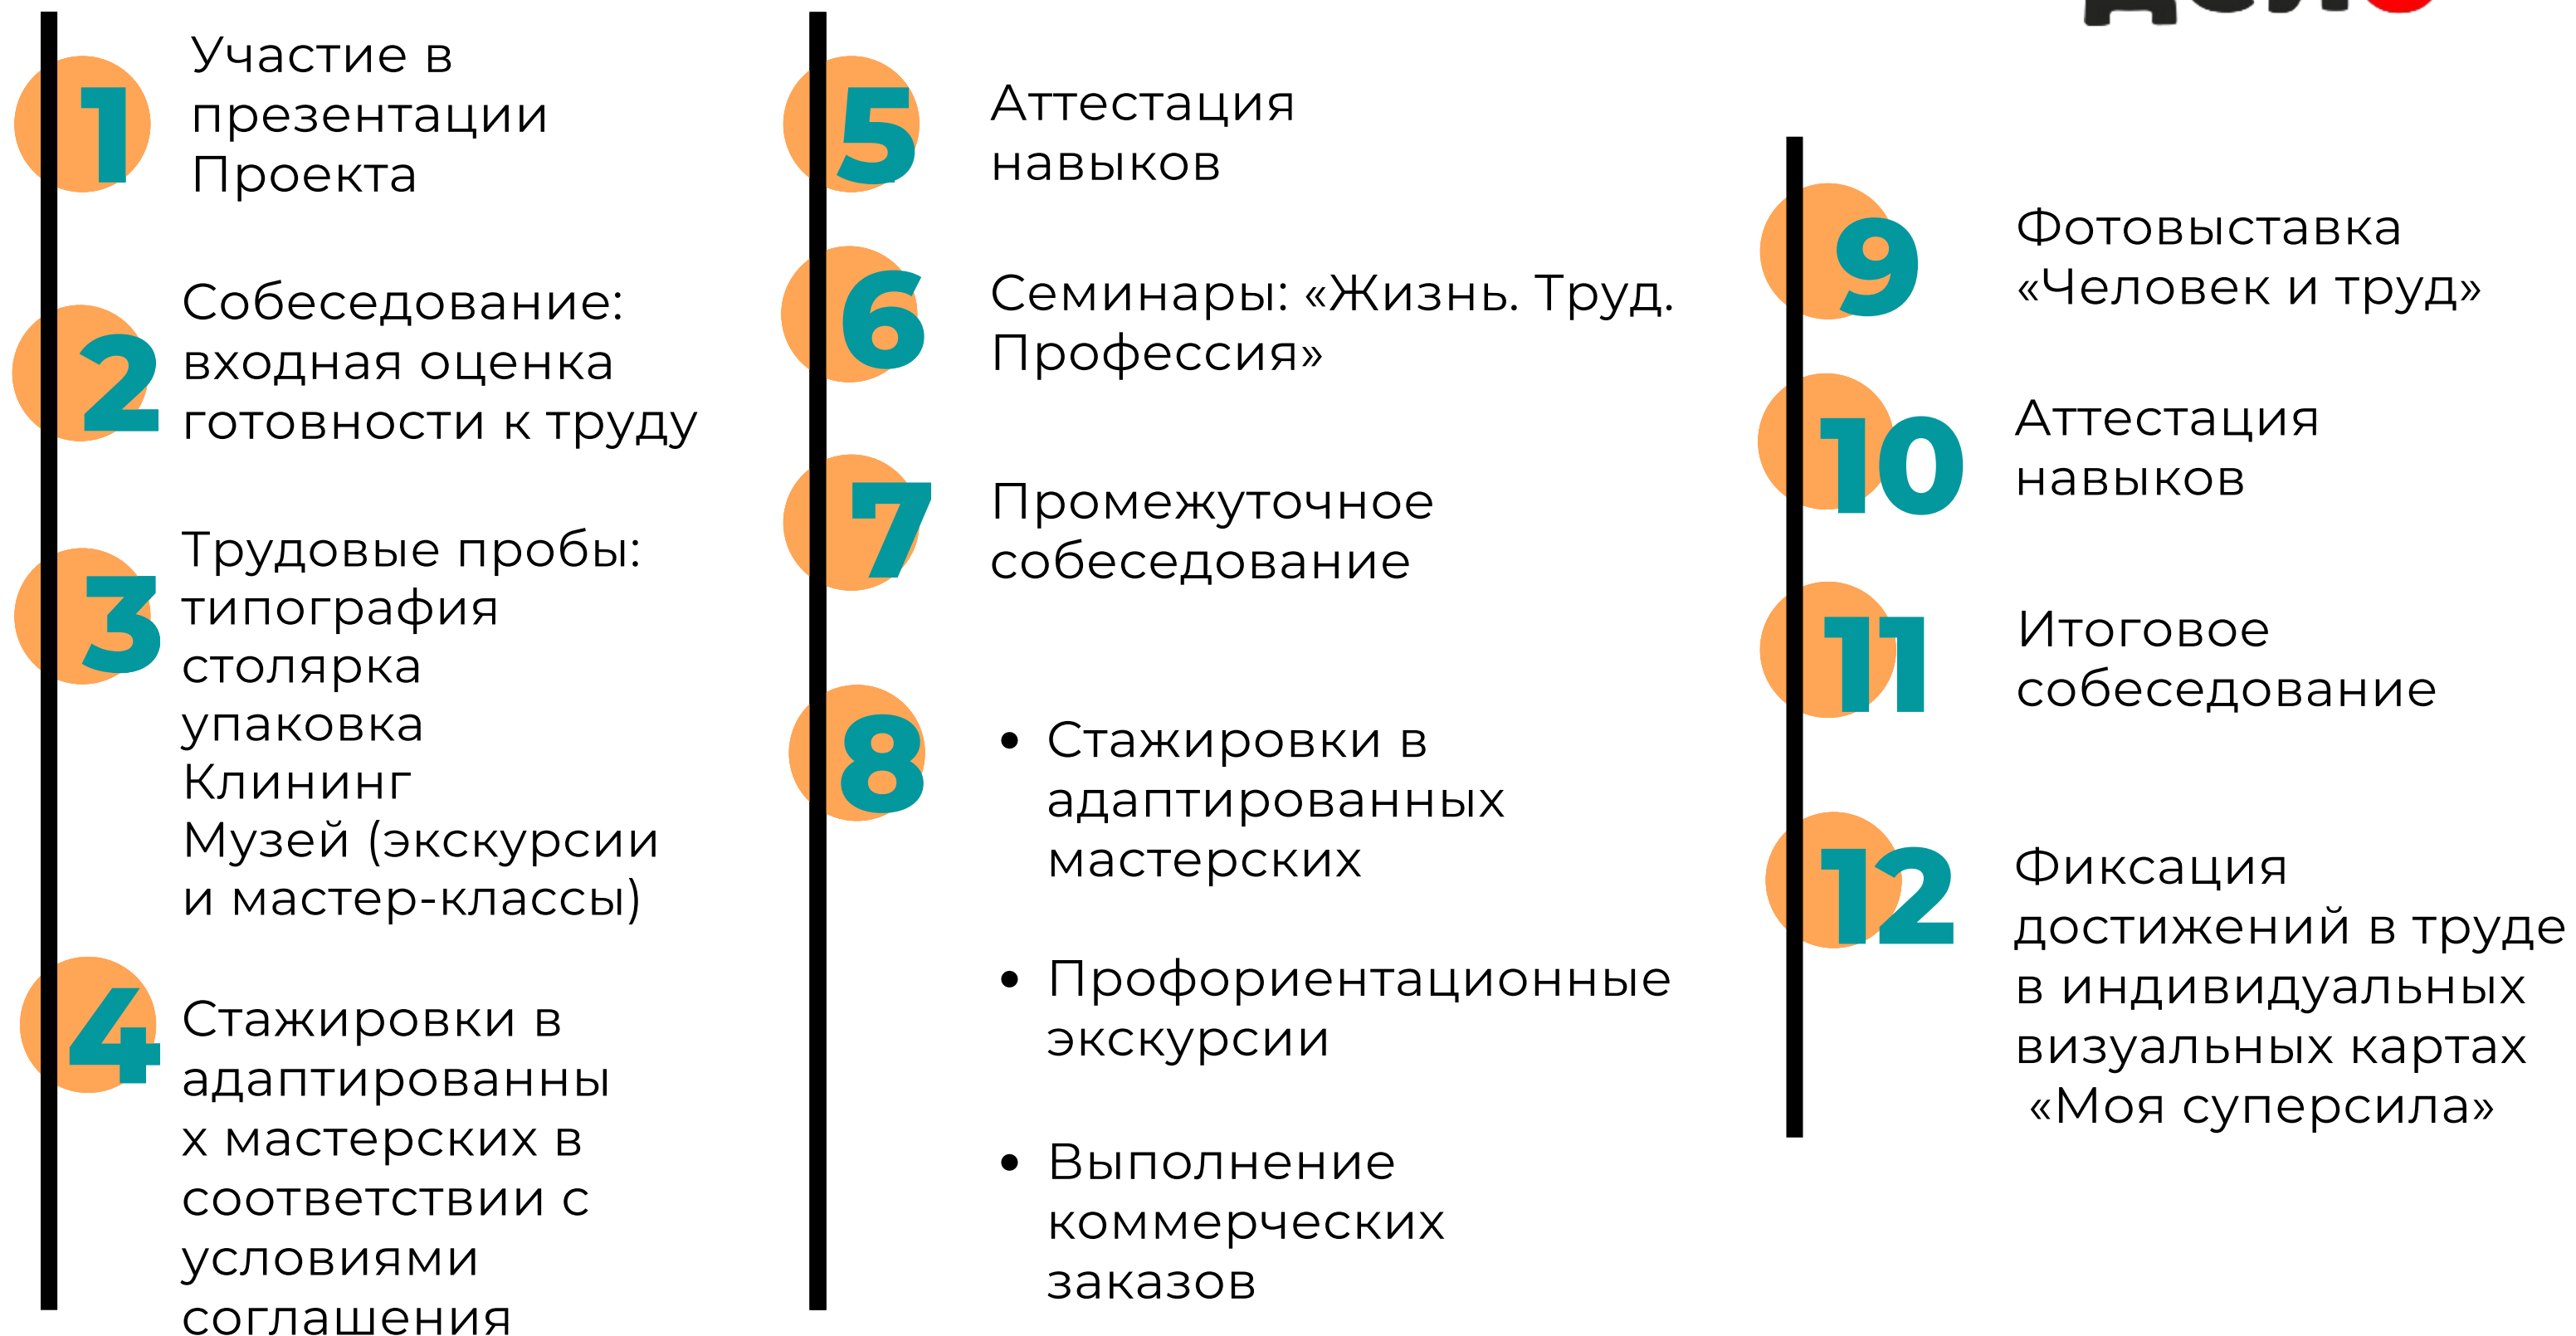 дело
1
Участие в
презентации
Проекта
2
Собеседование:
входная оценка
готовности к труду
3
Трудовые пробы:
типография
столярка
упаковка
Клининг
Музей (экскурсии
и мастер-классы)
4
Стажировки в
адаптированны
х мастерских в
соответствии с
условиями
соглашения
5
Аттестация
навыков
6
Семинары: «Жизнь. Труд.
Профессия»
7
Промежуточное
собеседование
8
• Стажировки в
адаптированных
мастерских
• Профориентационные
экскурсии
• Выполнение
коммерческих
заказов
9
Фотовыставка
«Человек и труд»
10
Аттестация
навыков
11
Итоговое
собеседование
12
Фиксация
достижений в труде
в индивидуальных
визуальных картах
«Моя суперсила»